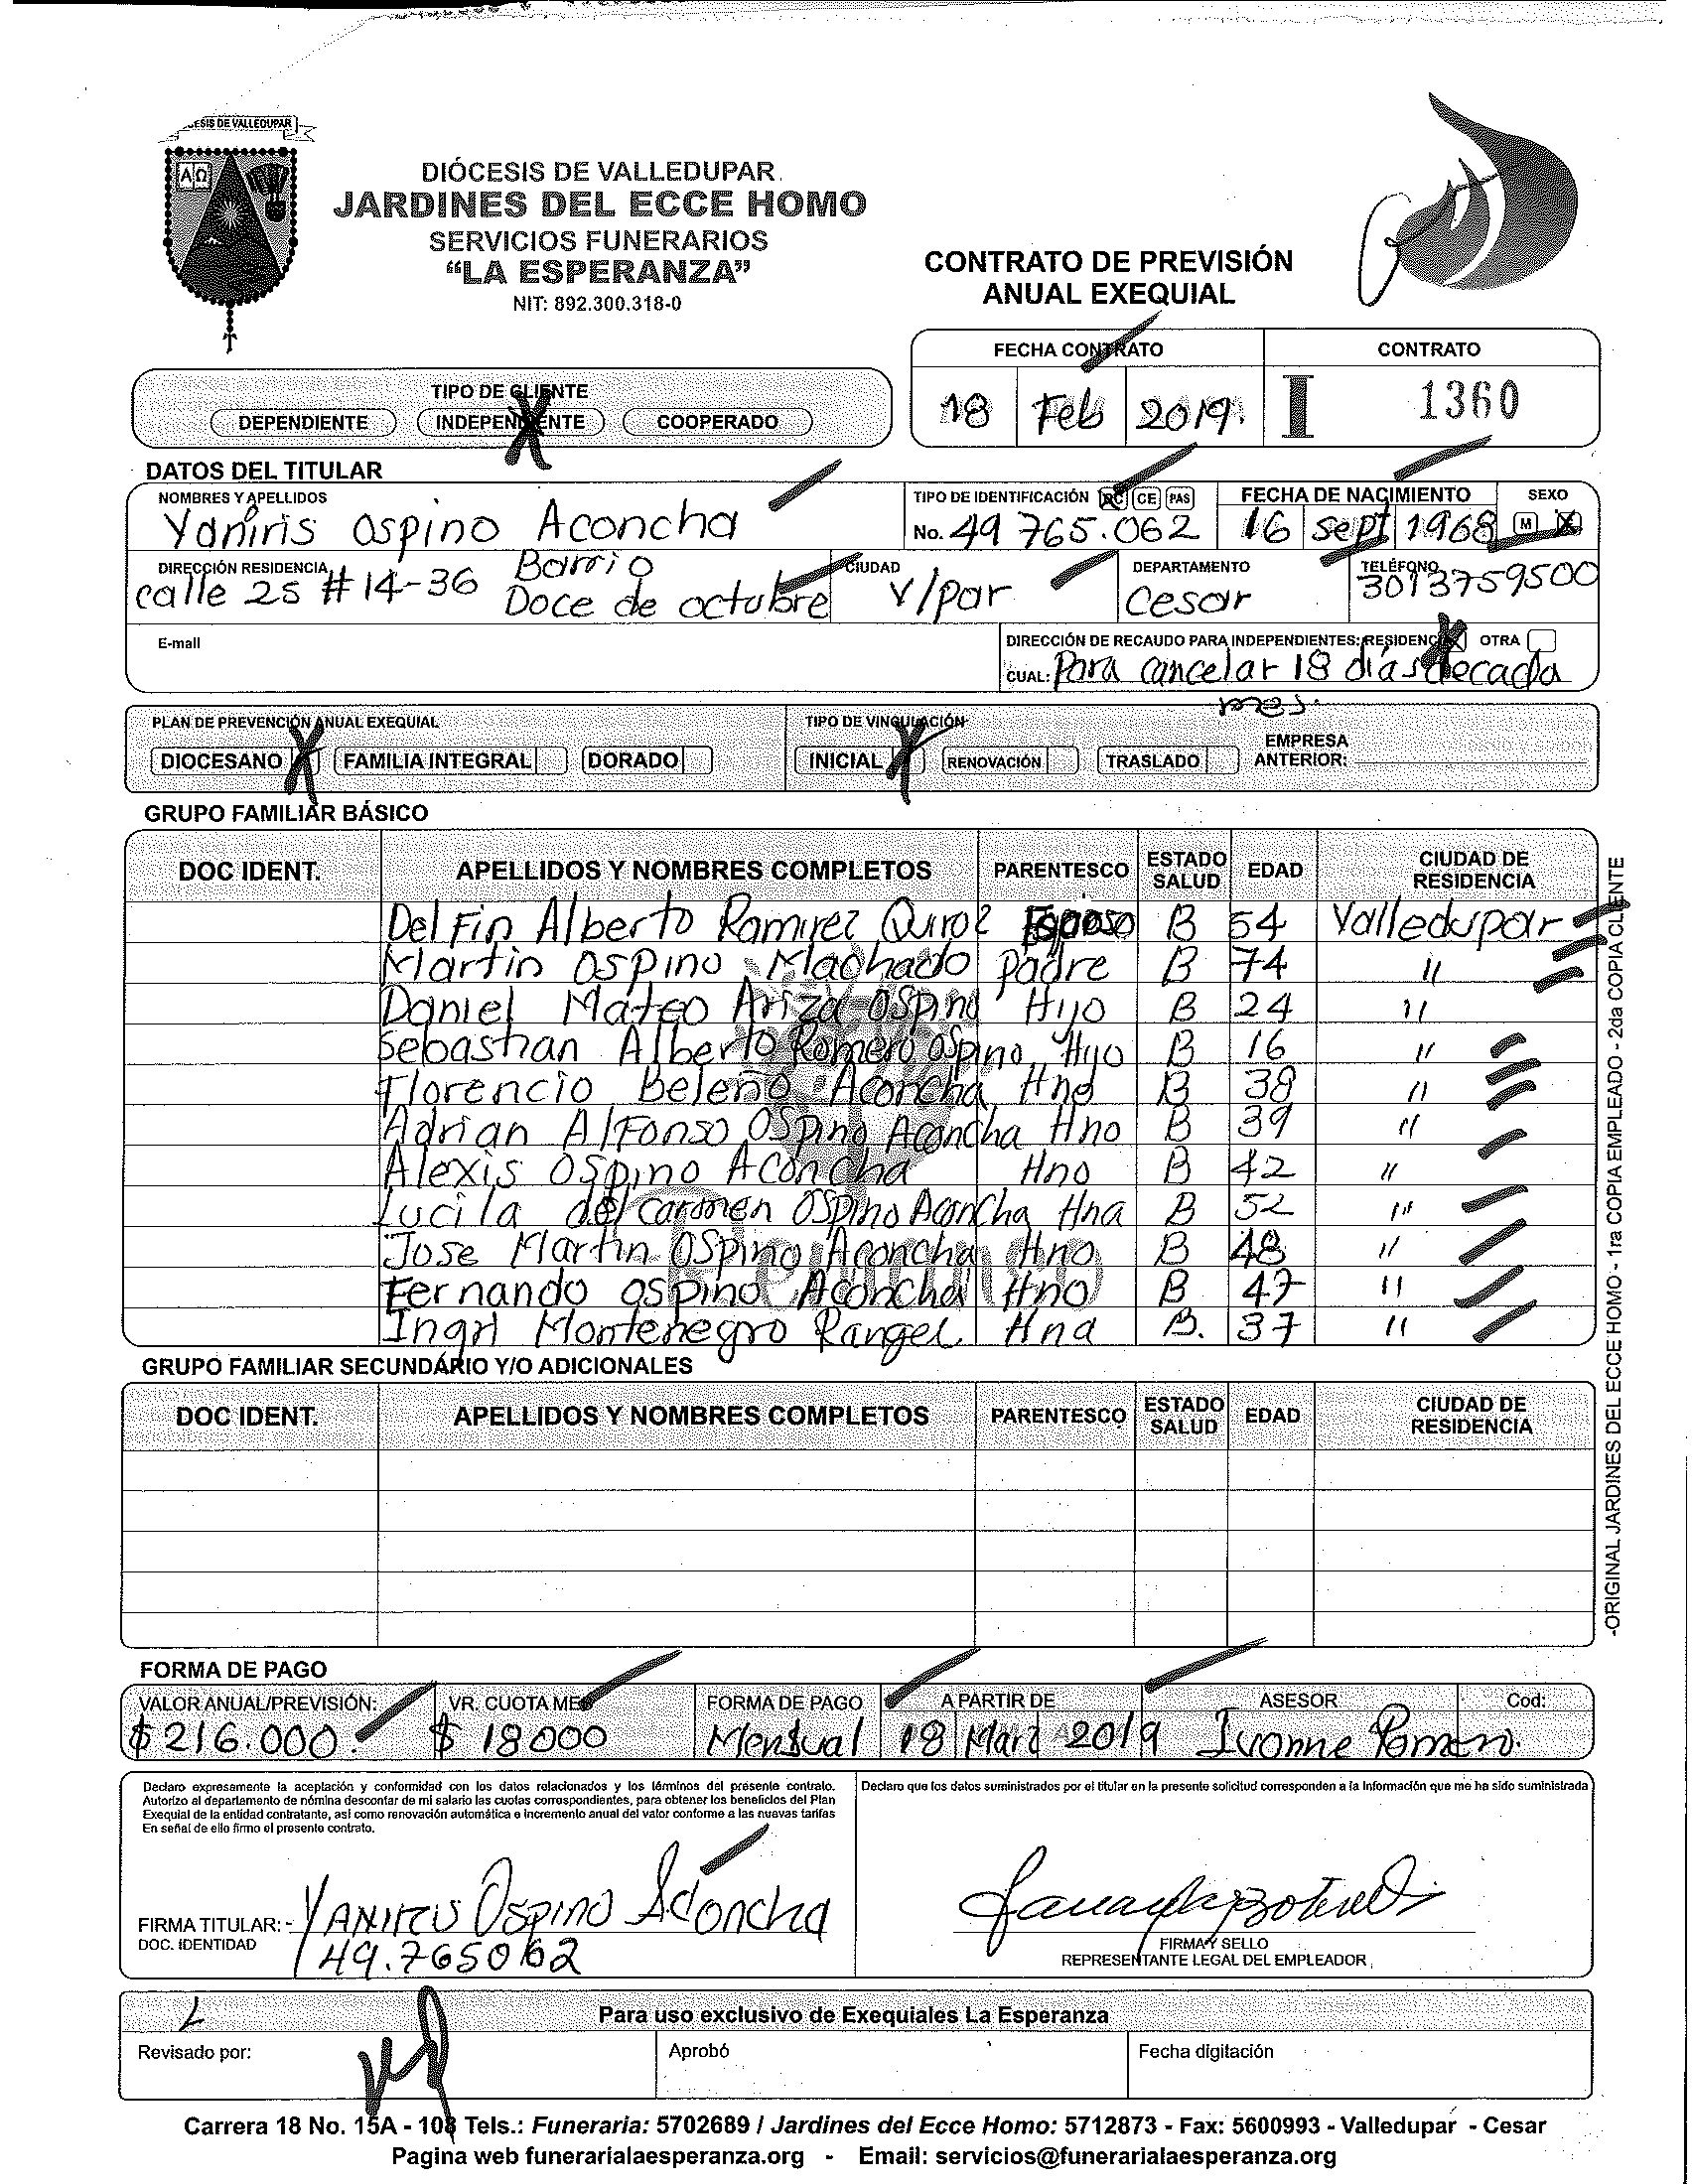 DIÓCESIS DE VALLEDUPAR
DIÓCESIS DE VALLEDUPAR
JARDINES DEL ECCE HOMO
SERVICIOS FUNERARIOS
“LA ESPERANZA”
NIT: 892.300.318-0
CONTRATO DE PREVISIÓN
ANUAL EXEQUIAL
FECHA CONTRATO CONTRATO
18 Feb 2019. I 1360
TIPO DE CLIENTE
DEPENDIENTE INDEPENDIENTE X COOPERADO
DATOS DEL TITULAR
NOMBRES Y APELLIDOS TIPO DE IDENTIFICACIÓN CE PAS FECHA DE NACIMIENTO SEXO
Yaniris Ospino Aconcha No. 49 765.062 16 sept 1968 M X
DIRECCIÓN RESIDENCIA CIUDAD DEPARTAMENTO TELÉFONO
calle 25 # 14-36 Barrio Doce de octubre V/par Cesar 3013759500
E-mail DIRECCIÓN DE RECAUDO PARA INDEPENDIENTES: RESIDENCIA X OTRA
CUAL: Para cancelar 18 días de cada
mes.
PLAN DE PREVENCIÓN ANUAL EXEQUIAL TIPO DE VINCULACIÓN
DIOCESANO X FAMILIA INTEGRAL DORADO INICIAL X RENOVACIÓN TRASLADO EMPRESA ANTERIOR:
GRUPO FAMILIAR BÁSICO
DOC IDENT. APELLIDOS Y NOMBRES COMPLETOS PARENTESCO ESTADO SALUD EDAD CIUDAD DE RESIDENCIA
Delfin Alberto Ramirez Quiroz Esposo B 54 Valledupar
Martin Ospino Machado padre B 74 "
Daniel Mateo Ariza Ospino Hijo B 24 "
Sebastian Alberto Romero Ospino Hijo B 16 "
Florencio Beleño Aconcha Hno B 38 "
Adrian Alfonso Ospino Aconcha Hno B 39 "
Alexis Ospino Aconcha Hno B 42 "
Lucila del carmen Ospino Aconcha Hna B 52 "
Jose Martin Ospino Aconcha Hno B 48 "
Fernando Ospino Aconcha Hno B 47 "
Ingri Montenegro Rangel Hna B. 37 "
GRUPO FAMILIAR SECUNDARIO Y/O ADICIONALES
DOC IDENT. APELLIDOS Y NOMBRES COMPLETOS PARENTESCO ESTADO SALUD EDAD CIUDAD DE RESIDENCIA
-ORIGINAL JARDINES DEL ECCE HOMO - 1ra COPIA EMPLEADO - 2da COPIA CLIENTE
FORMA DE PAGO
VALOR ANUAL/PREVISIÓN: VR. CUOTA MES FORMA DE PAGO A PARTIR DE ASESOR Cod:
$ 216.000. $ 18000 Mensual 18 Marz 2019 Ivonne Romero.
Declaro expresamente la aceptación y conformidad con los datos relacionados y los términos del presente contrato.
Autorizo al departamento de nómina descontar de mi salario las cuotas correspondientes, para obtener los beneficios del Plan
Exequial de la entidad contratante, así como renovación automática e incremento anual del valor conforme a las nuevas tarifas
En señal de ello firmo el presente contrato.
Declaro que los datos suministrados por el titular en la presente solicitud corresponden a la información que me ha sido suministrada
FIRMA TITULAR: Yaniris Ospino Aconcha
DOC. IDENTIDAD 49.765062
FIRMA Y SELLO
REPRESENTANTE LEGAL DEL EMPLEADOR
Para uso exclusivo de Exequiales La Esperanza
Revisado por: Aprobó Fecha digitación
Carrera 18 No. 15A - 108 Tels.: Funeraria: 5702689 / Jardines del Ecce Homo: 5712873 - Fax: 5600993 - Valledupar - Cesar
Pagina web funerarialaesperanza.org - Email: servicios@funerarialaesperanza.org